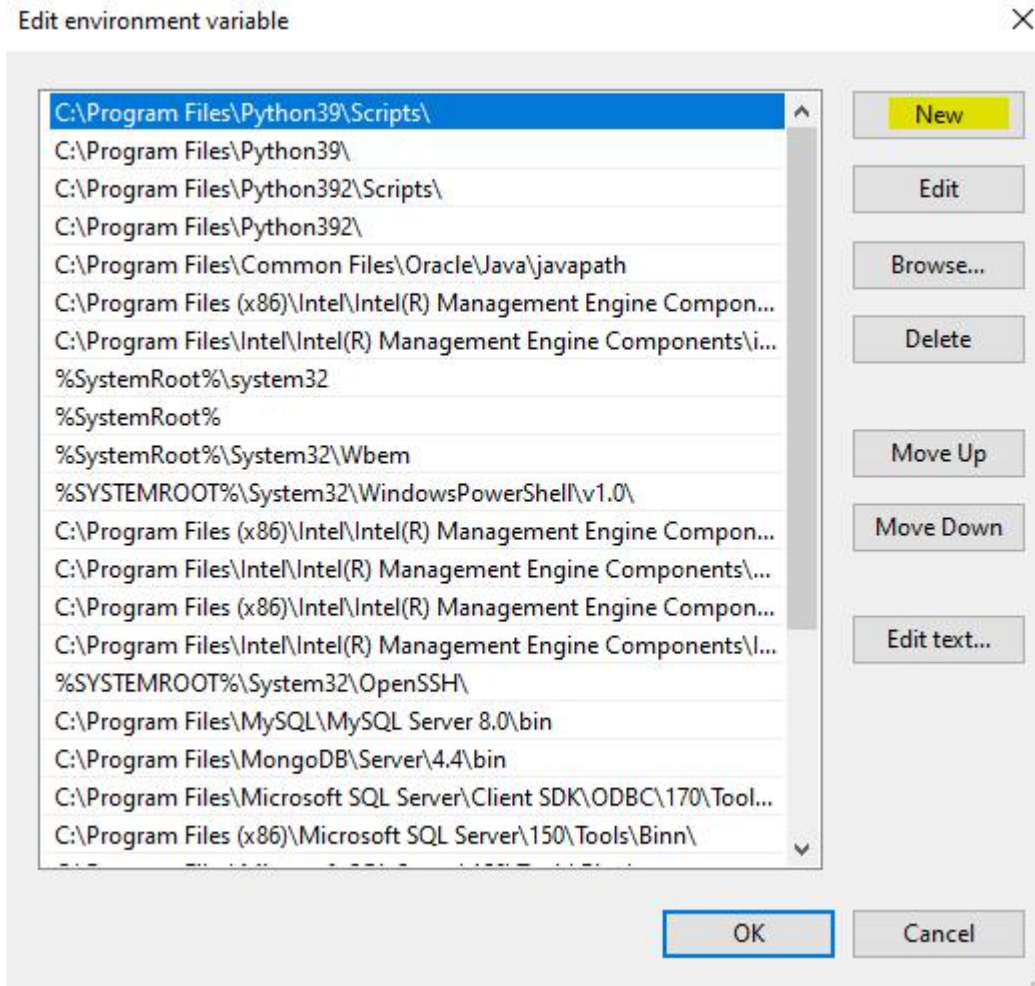 Edit environment variable
C:\Program Files\Python39\Scripts\
C:\Program Files\Python39\
C:\Program Files\Python392\Scripts\
C:\Program Files\Python392\
C:\Program Files\Common Files\Oracle\Java\javapath
C:\Program Files (x86)\Intel\Intel(R) Management Engine Compon...
C:\Program Files\Intel\Intel(R) Management Engine Components\i...
%SystemRoot%\system32
%SystemRoot%
%SystemRoot%\System32\Wbem
%SYSTEMROOT%\System32\WindowsPowerShell\v1.0\
C:\Program Files (x86)\Intel\Intel(R) Management Engine Compon...
C:\Program Files\Intel\Intel(R) Management Engine Components\...
C:\Program Files (x86)\Intel\Intel(R) Management Engine Compon...
C:\Program Files\Intel\Intel(R) Management Engine Components\I...
%SYSTEMROOT%\System32\OpenSSH\
C:\Program Files\MySQL\MySQL Server 8.0\bin
C:\Program Files\MongoDB\Server\4.4\bin
C:\Program Files\Microsoft SQL Server\Client SDK\ODBC\170\Tool...
C:\Program Files (x86)\Microsoft SQL Server\150\Tools\Binn\
New
Edit
Browse...
Delete
Move Up
Move Down
Edit text...
OK
Cancel